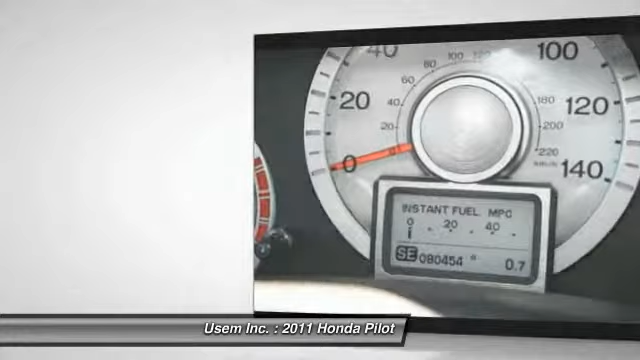 40 100
80 100 120
60
20 40 180 120
20 200
0 220 140
km/h
INSTANT FUEL MPG
0 20 40
SE 080454 ° 0.7
Usem Inc. : 2011 Honda Pilot